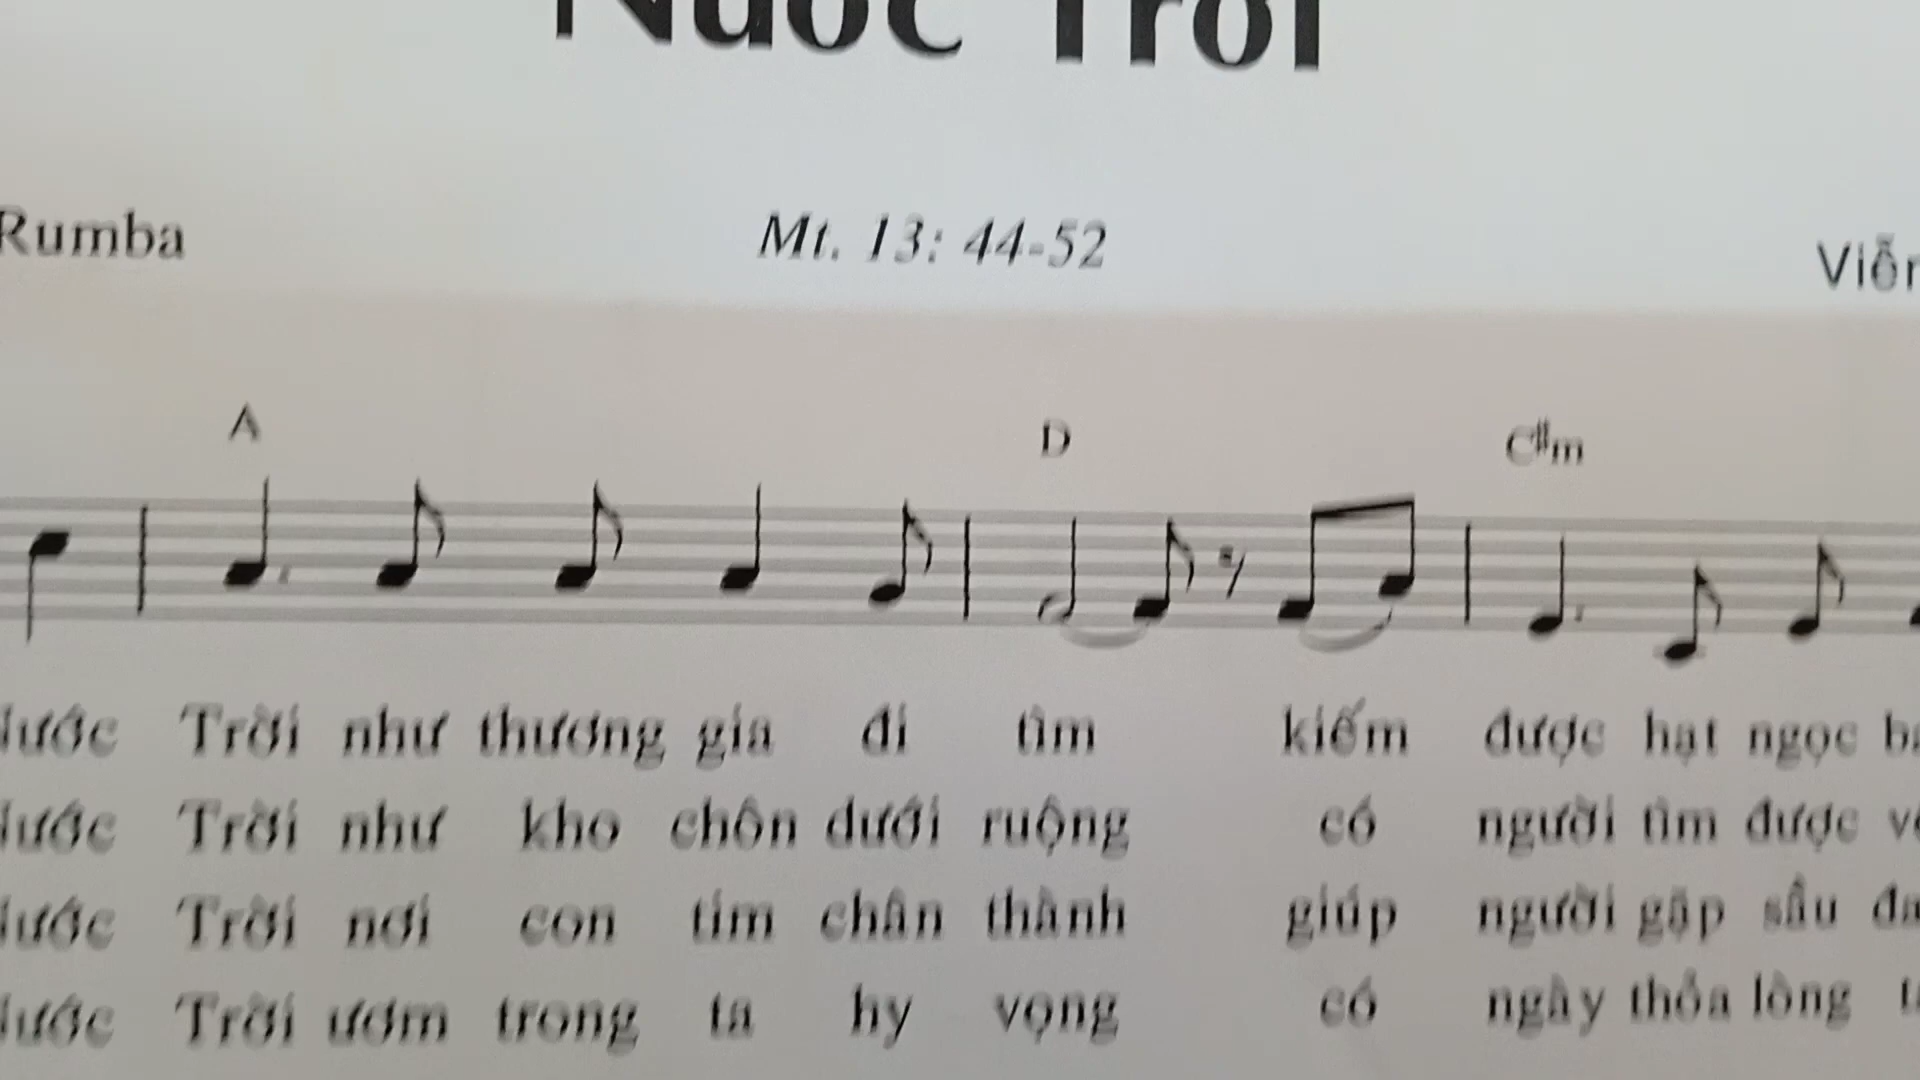 Nước Trời
Rumba
Mt. 13: 44-52
A D C#m
Trời như thương gia đi tìm kiếm được hạt ngọc
Trời như kho chôn dưới ruộng có người tìm được
Trời nơi con tim chân thành giúp người gặp sầu
Trời ươm trong ta hy vọng có ngày thỏa lòng